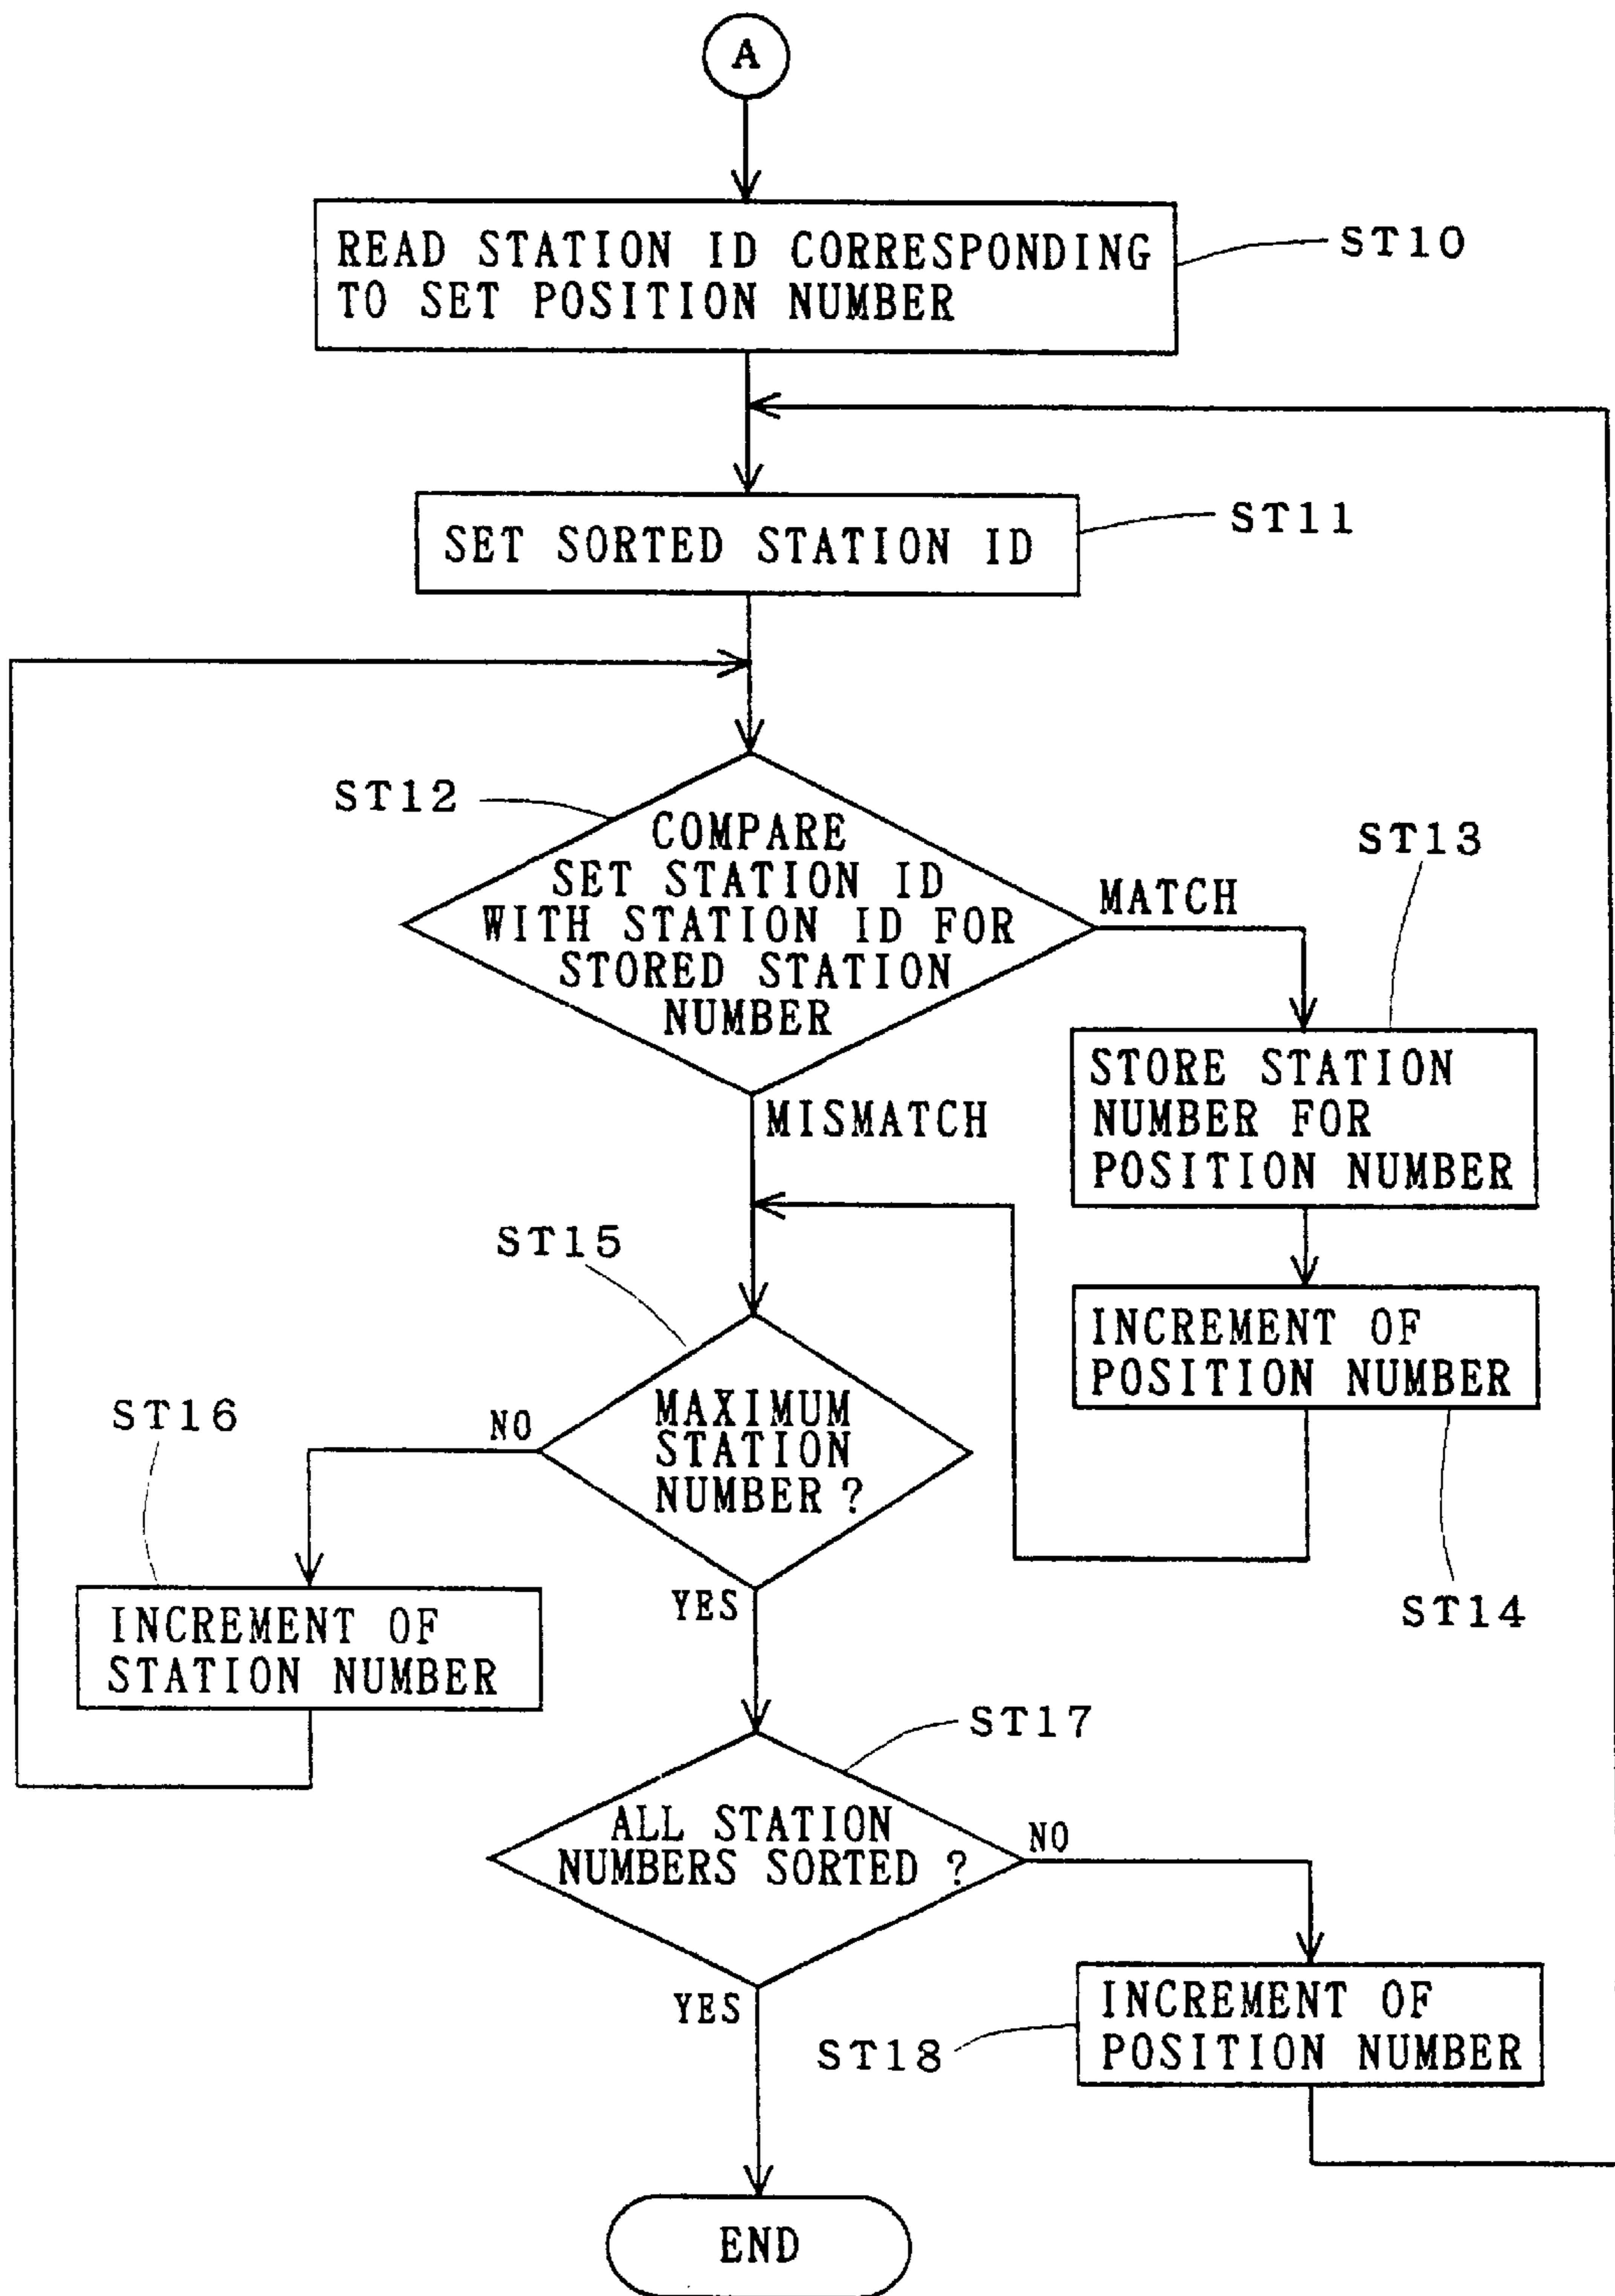 A
READ STATION ID CORRESPONDING
TO SET POSITION NUMBER
ST10
SET SORTED STATION ID
ST11
ST12
COMPARE
SET STATION ID
WITH STATION ID FOR
STORED STATION
NUMBER
MATCH
ST13
STORE STATION
NUMBER FOR
POSITION NUMBER
MISMATCH
INCREMENT OF
POSITION NUMBER
ST14
ST15
MAXIMUM
STATION
NUMBER ?
NO
ST16
INCREMENT OF
STATION NUMBER
YES
ST17
ALL STATION
NUMBERS SORTED ?
NO
INCREMENT OF
POSITION NUMBER
ST18
YES
END